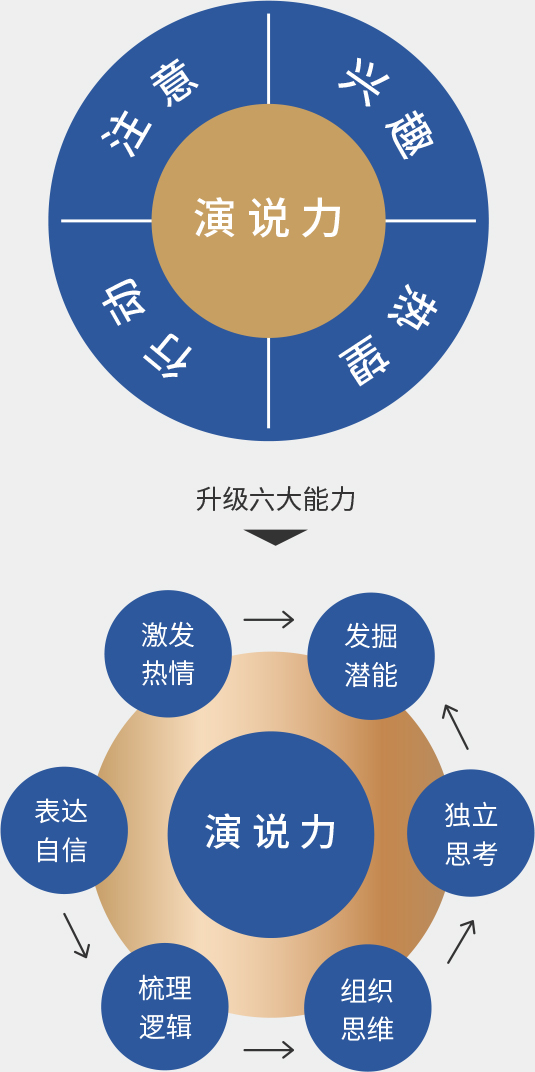 注意
兴趣
演说力
行动
热望
升级六大能力
激发
热情
发掘
潜能
表达
自信
演说力
独立
思考
梳理
逻辑
组织
思维